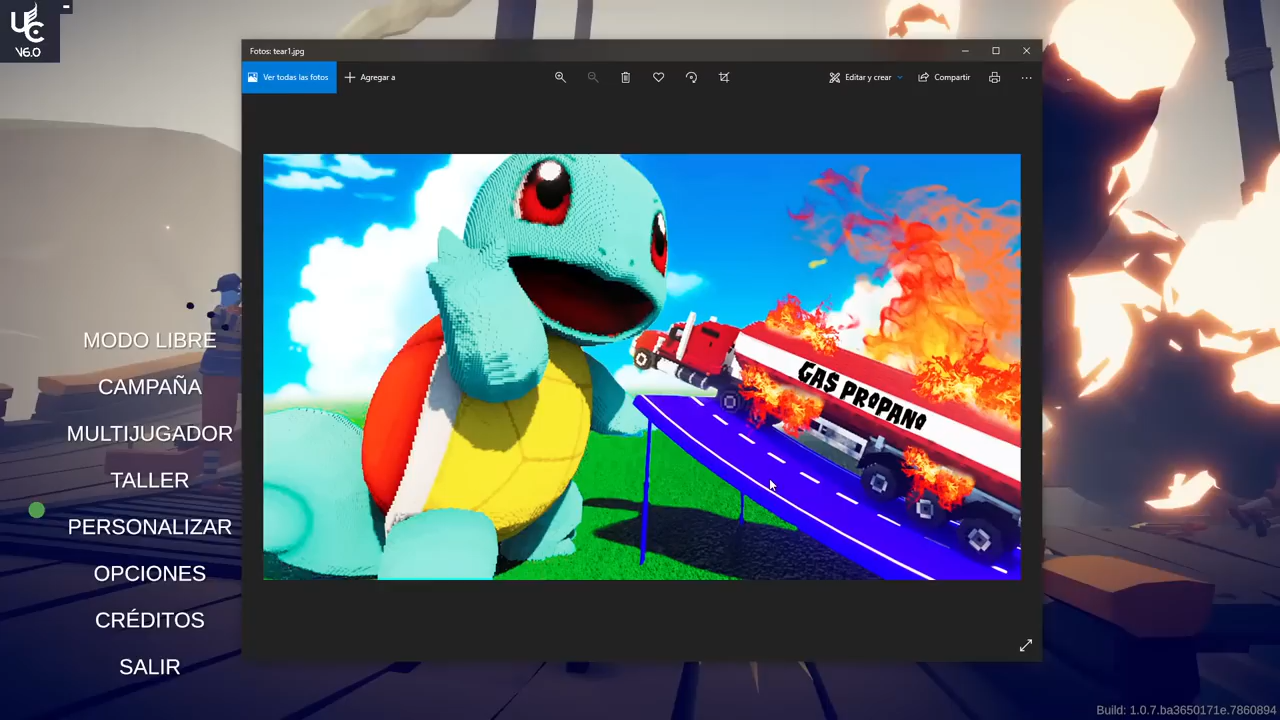 UC
V6.0
Fotos: tear1.jpg
Ver todas las fotos
Agregar a
Editar y crear
Compartir
GAS PROPANO
MODO LIBRE
CAMPAÑA
MULTIJUGADOR
TALLER
PERSONALIZAR
OPCIONES
CRÉDITOS
SALIR
Build: 1.0.7.ba3650171e.7860894